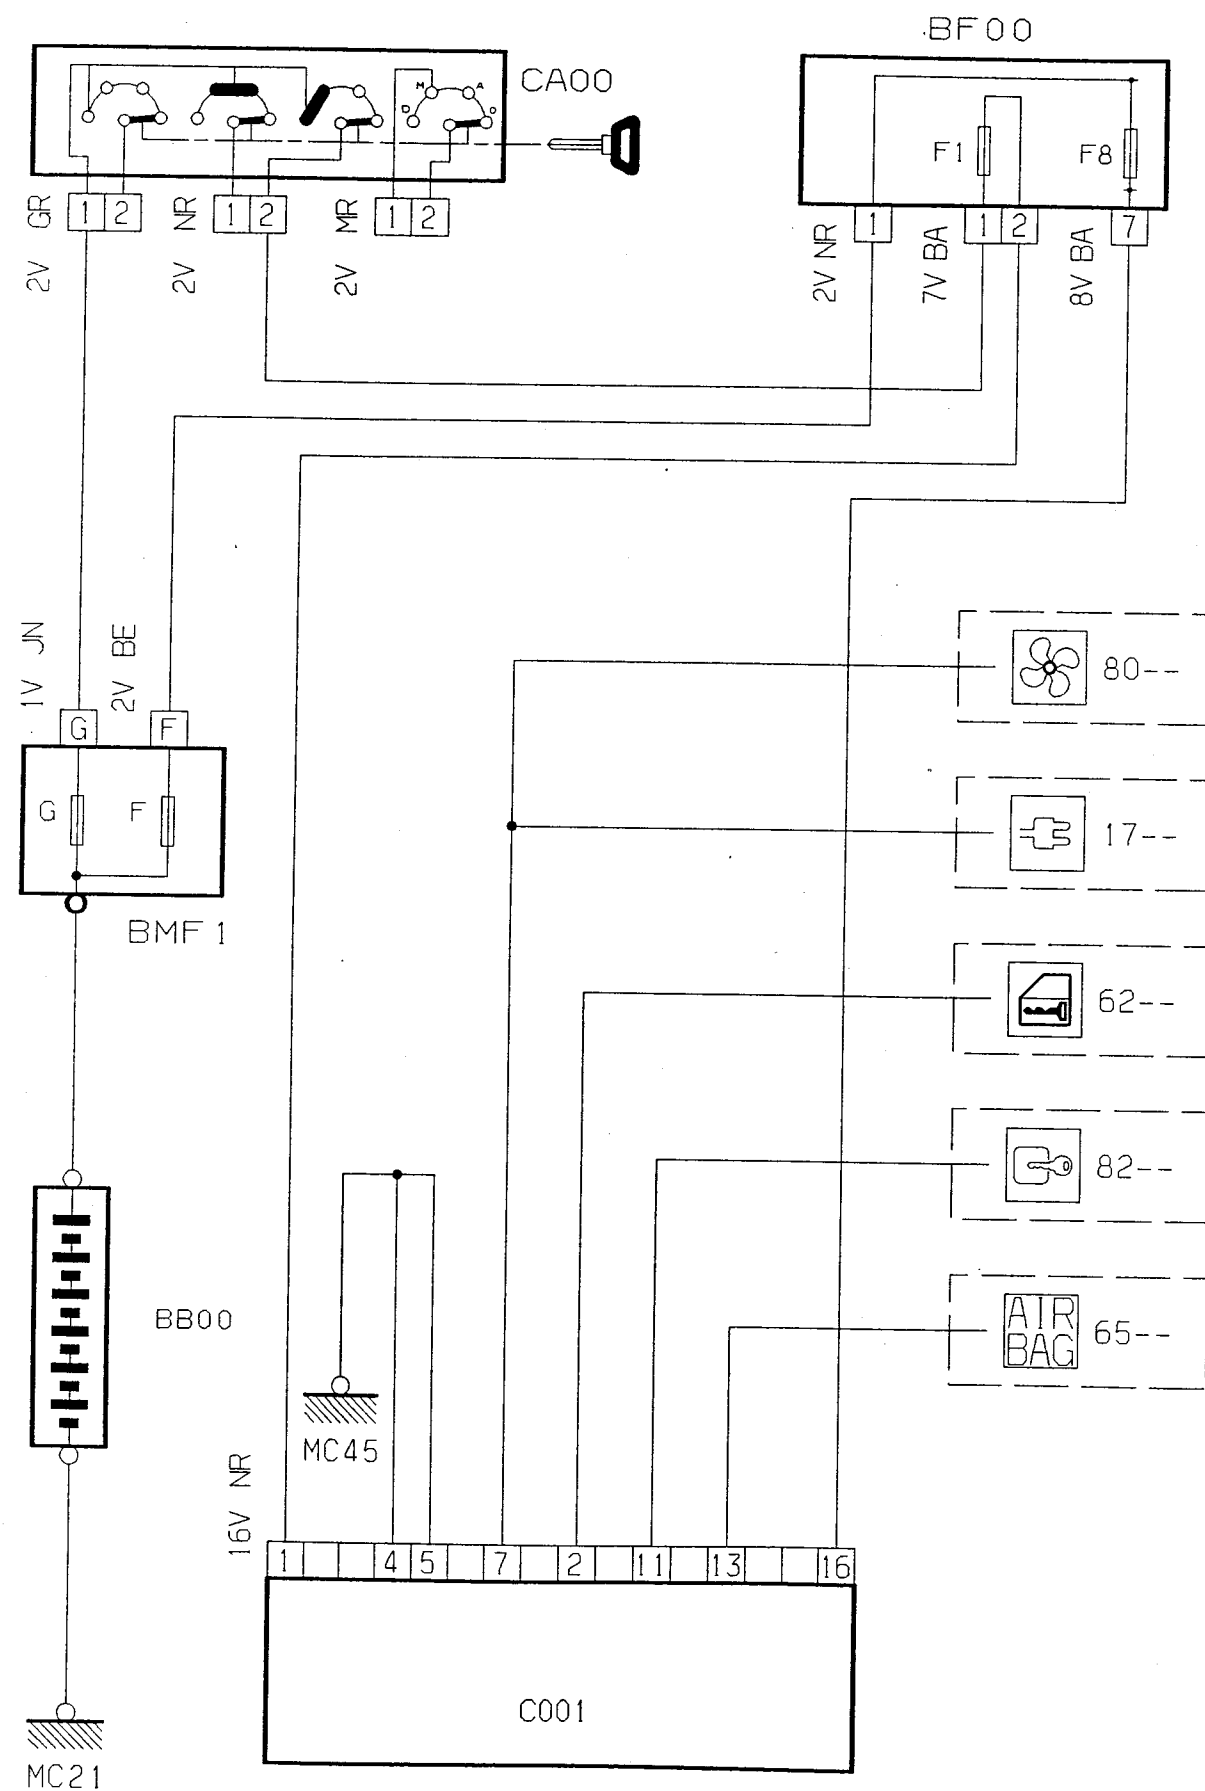 BF00
CA00
M A
D D
F1 F8
1 2 1 2 1 2
1 1 2 7
2V GR
2V NR
2V MR
2V NR
7V BA
8V BA
1V JN
2V BE
G F
G F
BMF1
80--
17--
62--
82--
AIR
BAG
65--
BB00
MC45
16V NR
1 4 5 7 2 11 13 16
C001
MC21